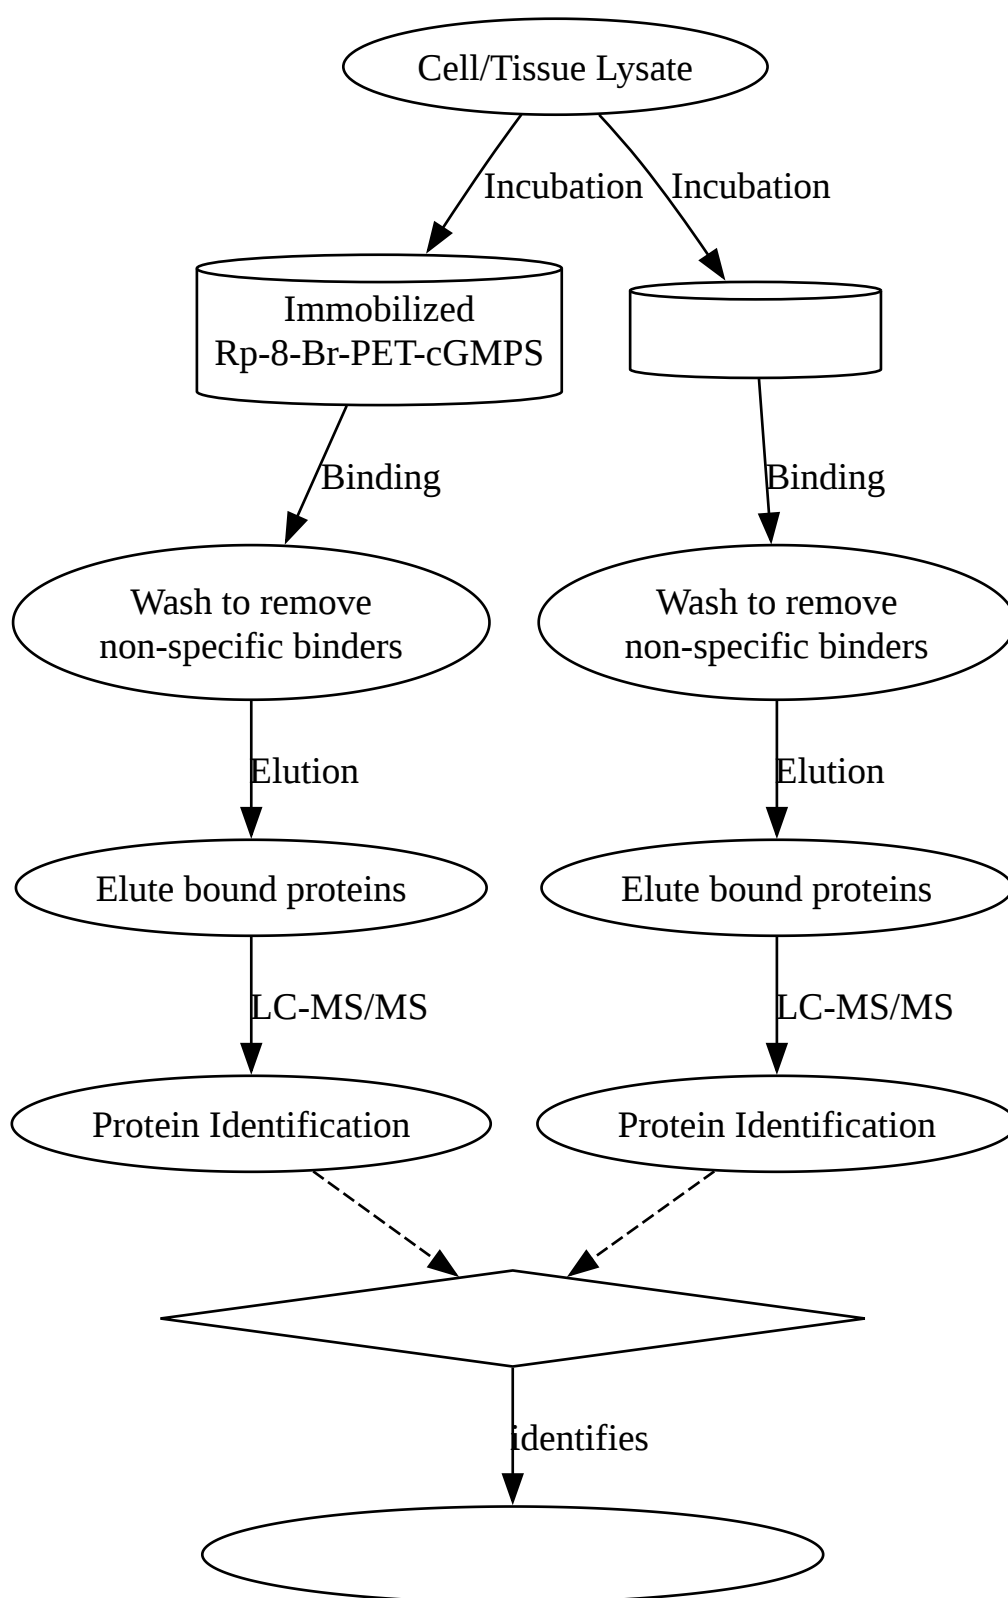 Cell/Tissue Lysate
Incubation
Incubation
Immobilized
Rp-8-Br-PET-cGMPS
Binding
Binding
Wash to remove
non-specific binders
Wash to remove
non-specific binders
Elution
Elution
Elute bound proteins
Elute bound proteins
LC-MS/MS
LC-MS/MS
Protein Identification
Protein Identification
identifies